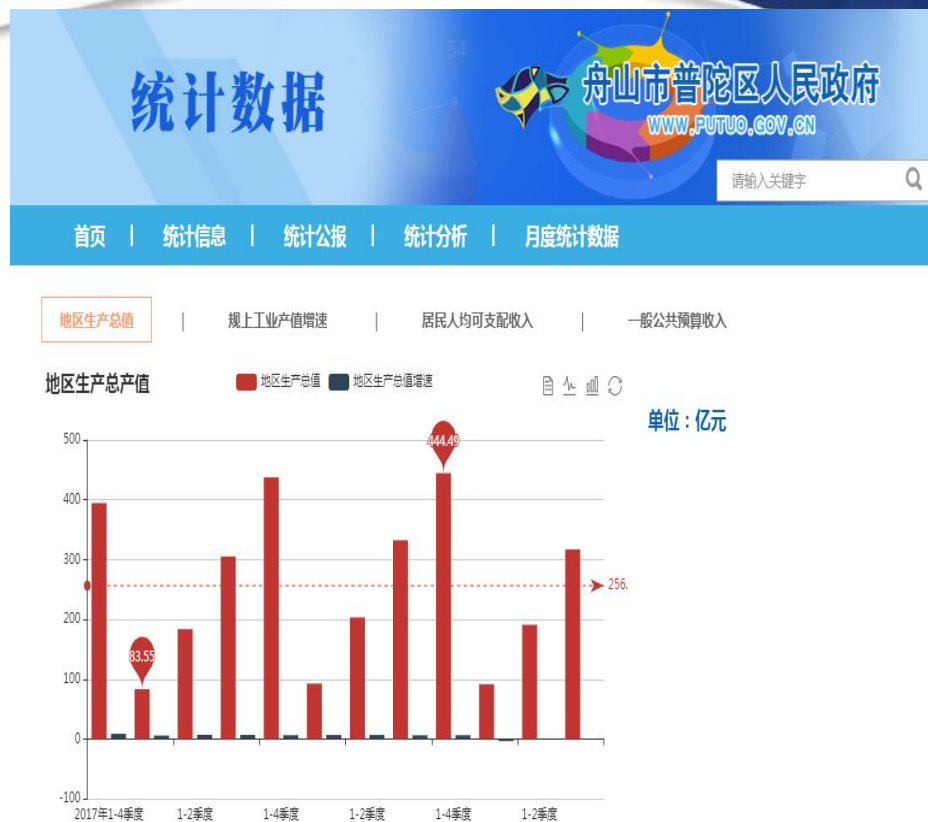 统计数据
舟山市普陀区人民政府
WWW.PUTUO.GOV.CN
请输入关键字
首页 | 统计信息 | 统计公报 | 统计分析 | 月度统计数据
地区生产总值 | 规上工业产值增速 | 居民人均可支配收入 | 一般公共预算收入
地区生产总产值 地区生产总值 地区生产总值增速
单位：亿元
500
444.49
400
300
256.
200
83.55
100
0
-100
2017年1-4季度 1-2季度 1-4季度 1-2季度 1-4季度 1-2季度